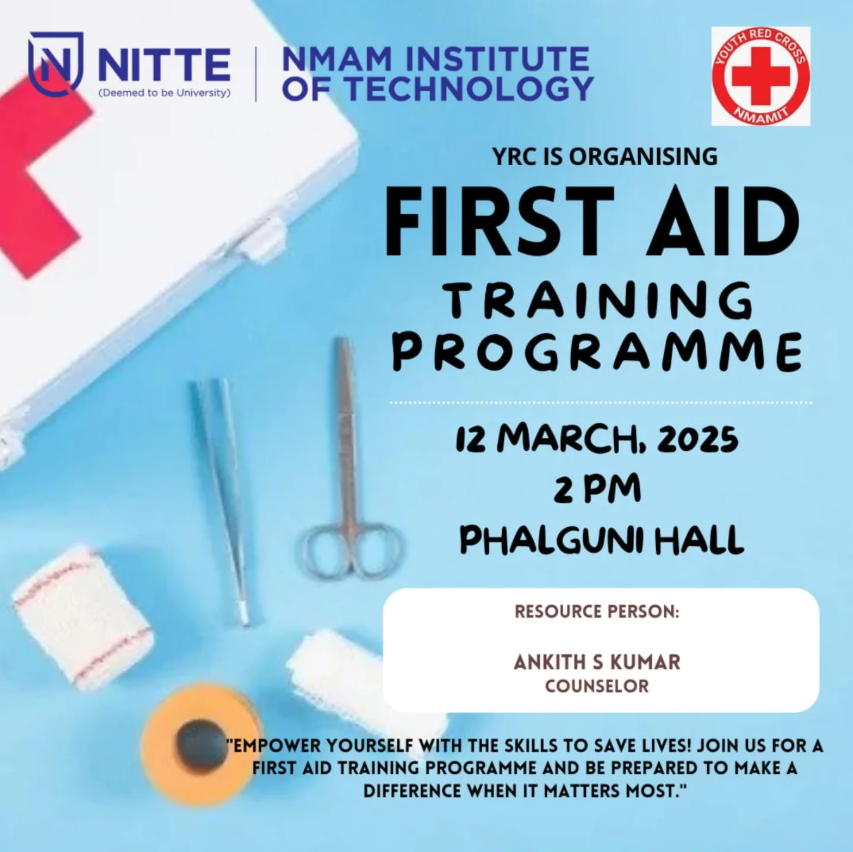 NITTE
(Deemed to be University)
NMAM INSTITUTE
OF TECHNOLOGY
YOUTH RED CROSS
NMAMIT
YRC IS ORGANISING
FIRST AID
TRAINING
PROGRAMME
12 MARCH, 2025
2 PM
PHALGUNI HALL
RESOURCE PERSON:
ANKITH S KUMAR
COUNSELOR
"EMPOWER YOURSELF WITH THE SKILLS TO SAVE LIVES! JOIN US FOR A
FIRST AID TRAINING PROGRAMME AND BE PREPARED TO MAKE A
DIFFERENCE WHEN IT MATTERS MOST."